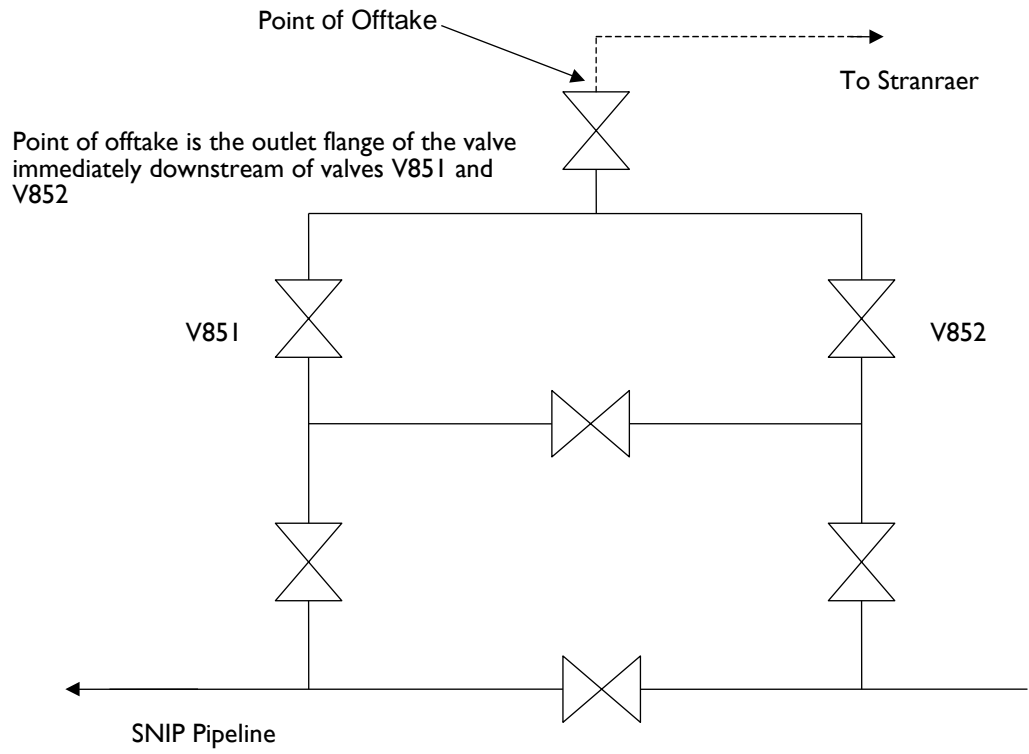 Point of Offtake
To Stranraer
Point of offtake is the outlet flange of the valve
immediately downstream of valves V851 and
V852
V851
V852
SNIP Pipeline